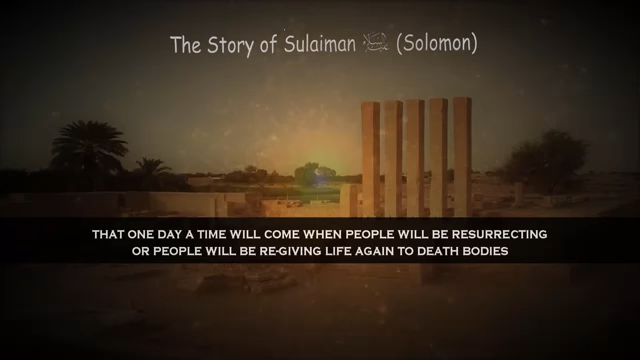 The Story of Sulaiman (Solomon)
THAT ONE DAY A TIME WILL COME WHEN PEOPLE WILL BE RESURRECTING
OR PEOPLE WILL BE RE-GIVING LIFE AGAIN TO DEATH BODIES